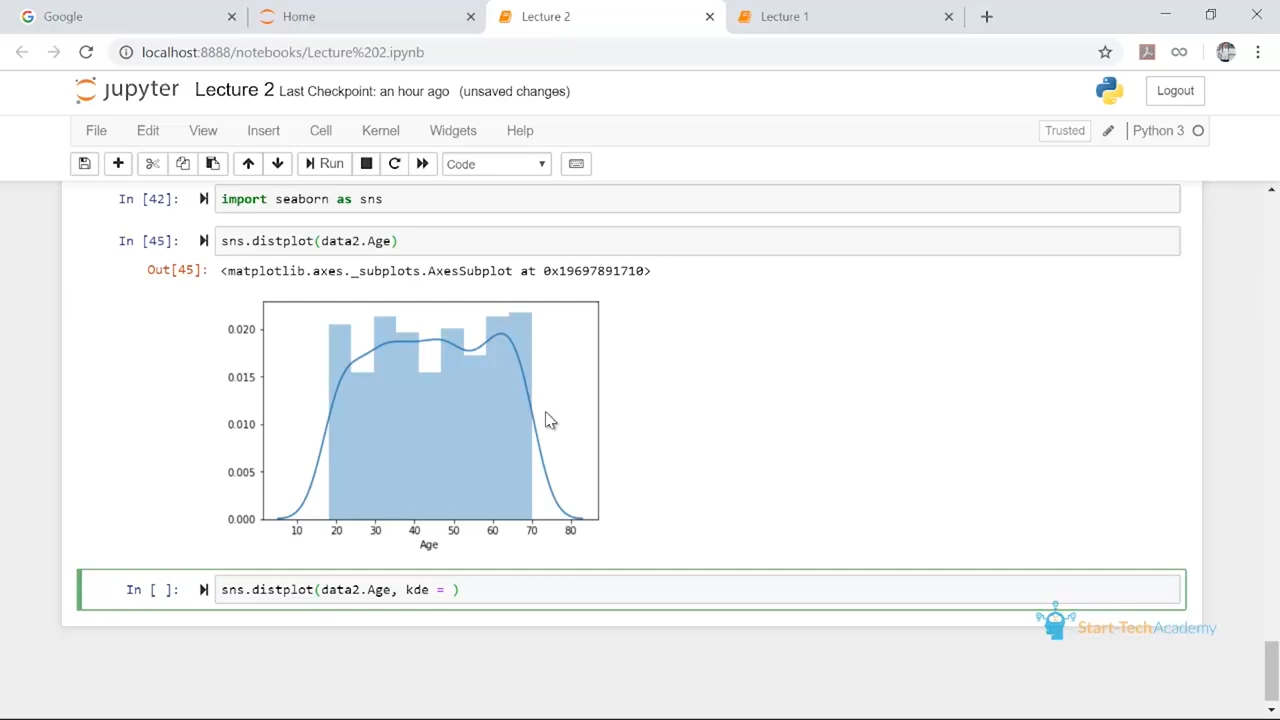 Google
Home
Lecture 2
Lecture 1
localhost:8888/notebooks/Lecture%202.ipynb
jupyter Lecture 2 Last Checkpoint: an hour ago (unsaved changes)
Logout
File Edit View Insert Cell Kernel Widgets Help
Trusted
Python 3
Run
Code
In [42]: import seaborn as sns
In [45]: sns.distplot(data2.Age)
Out[45]: <matplotlib.axes._subplots.AxesSubplot at 0x19697891710>
0.020
0.015
0.010
0.005
0.000
10 20 30 40 50 60 70 80
Age
In [ ]: sns.distplot(data2.Age, kde = )
Start-TechAcademy